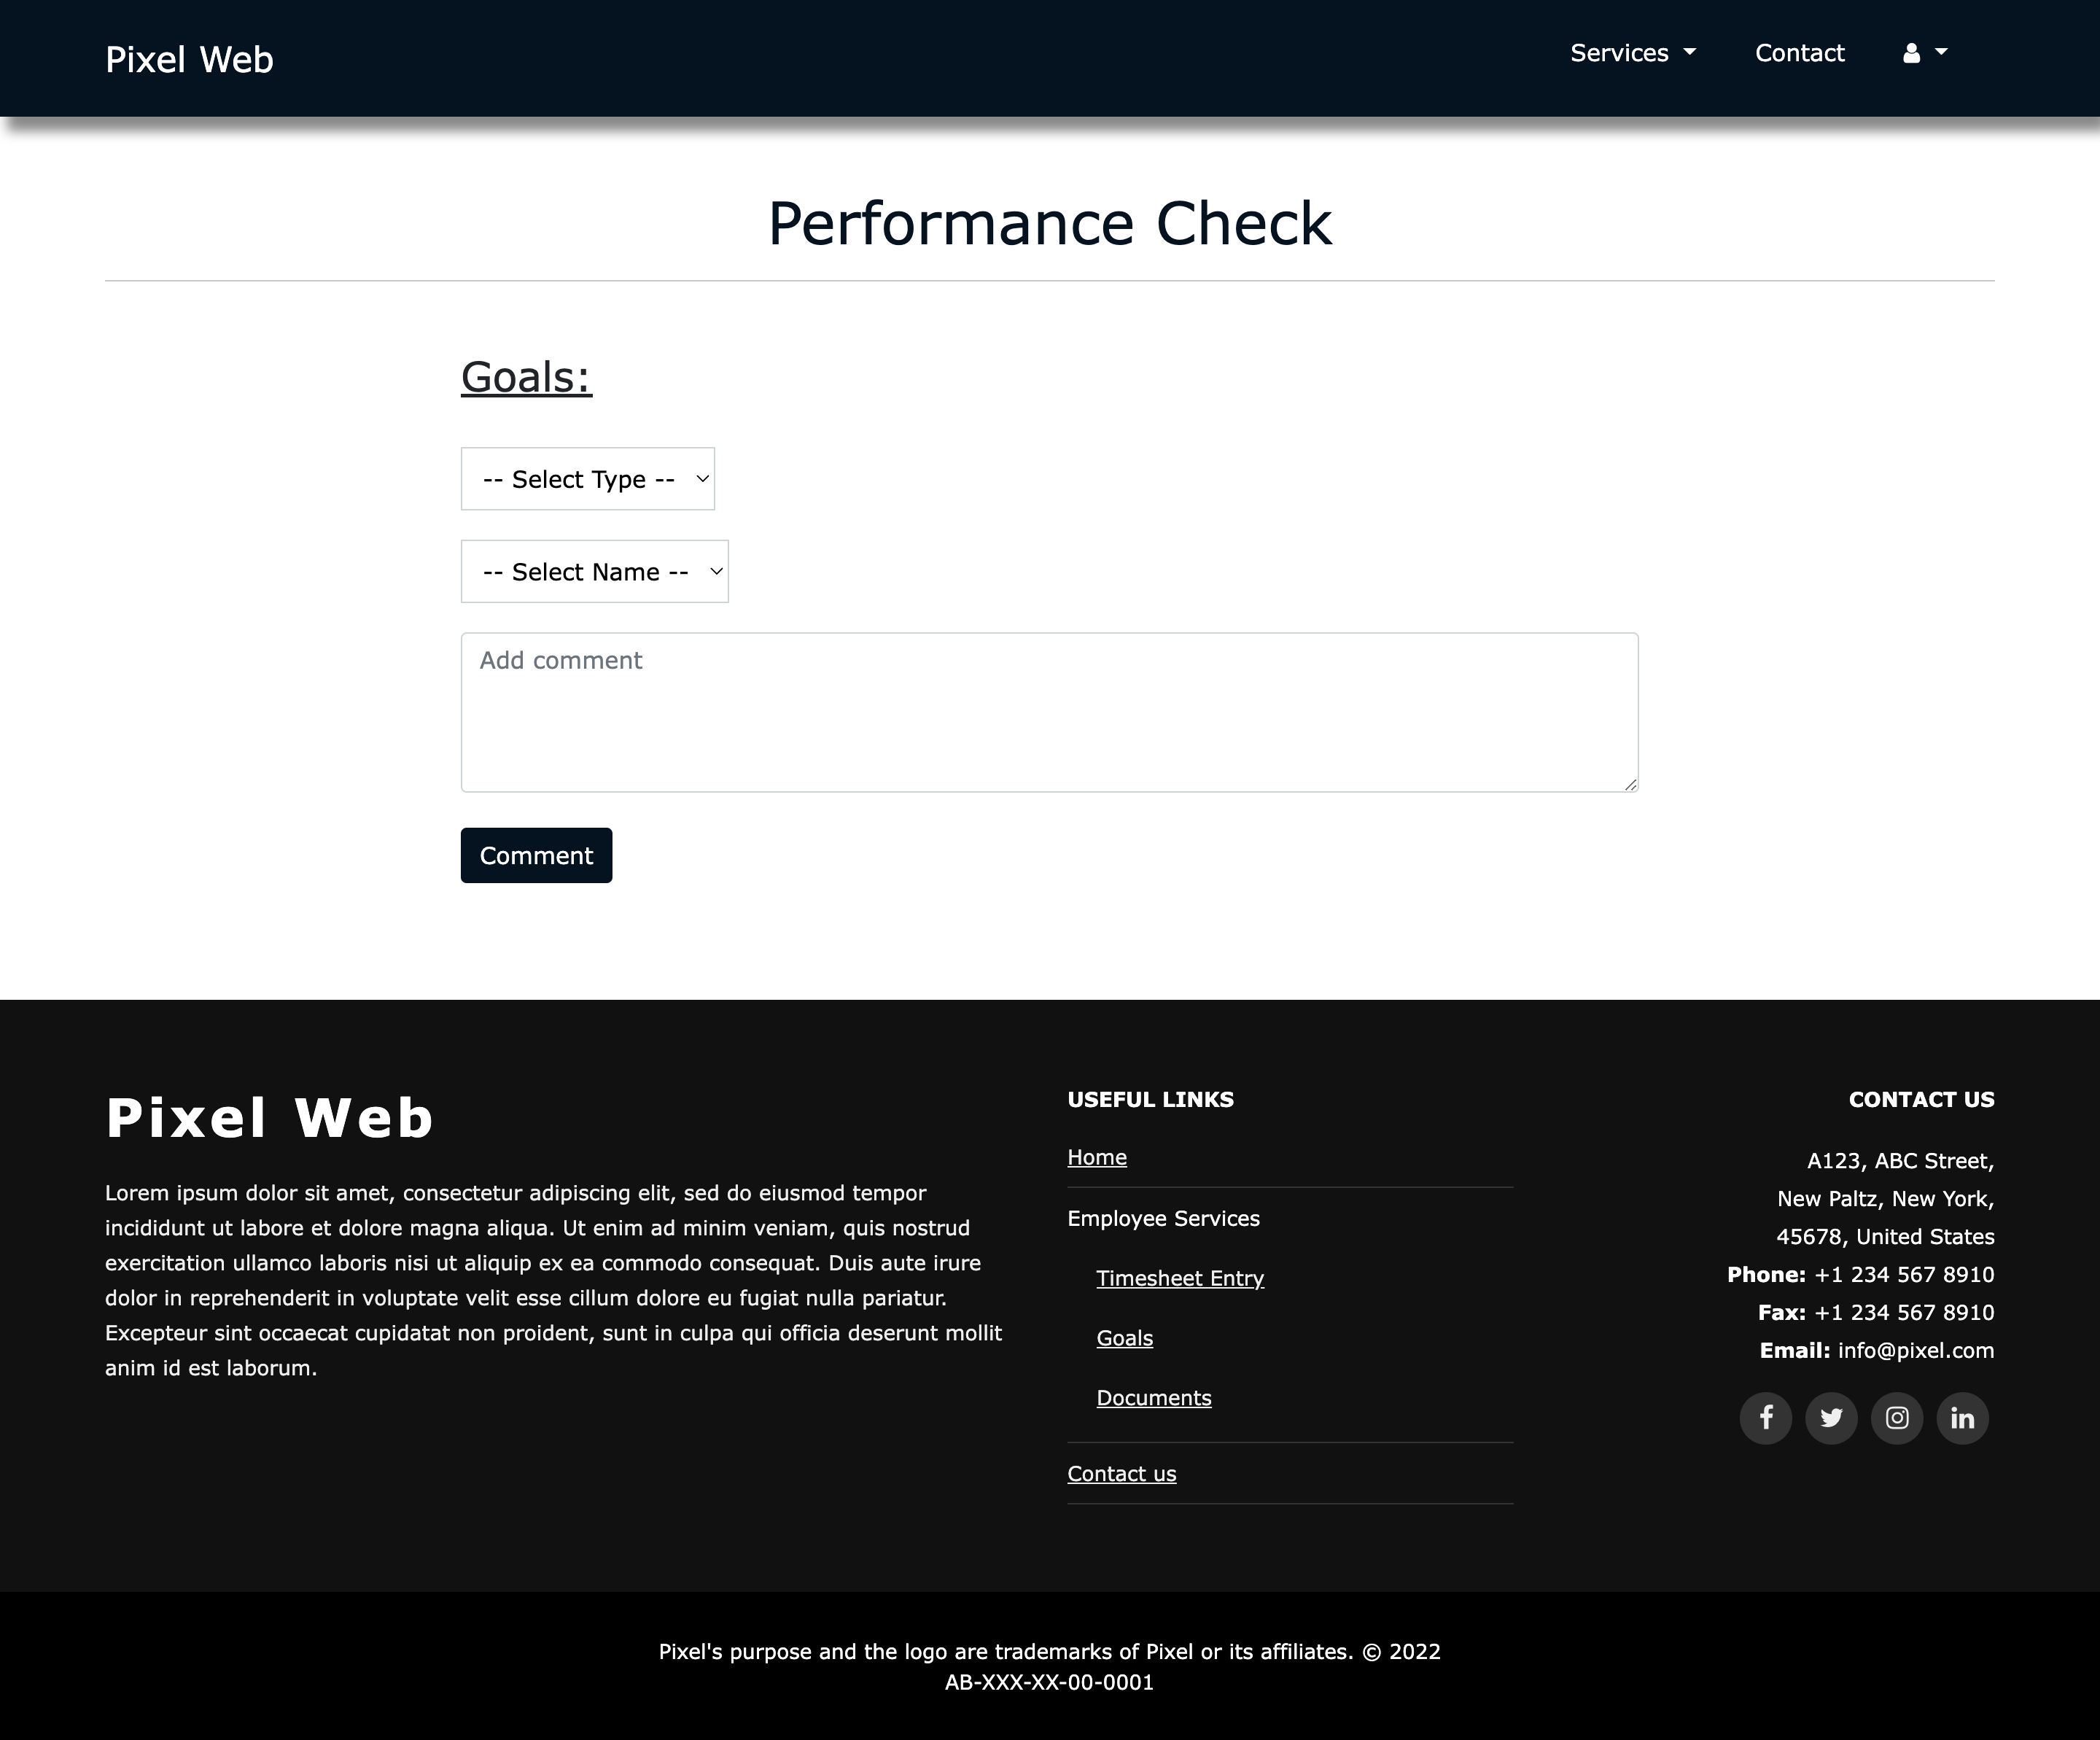 Pixel Web
Services
Contact
Performance Check
Goals:
-- Select Type --
-- Select Name --
Add comment
Comment
Pixel Web
Lorem ipsum dolor sit amet, consectetur adipiscing elit, sed do eiusmod tempor
incididunt ut labore et dolore magna aliqua. Ut enim ad minim veniam, quis nostrud
exercitation ullamco laboris nisi ut aliquip ex ea commodo consequat. Duis aute irure
dolor in reprehenderit in voluptate velit esse cillum dolore eu fugiat nulla pariatur.
Excepteur sint occaecat cupidatat non proident, sunt in culpa qui officia deserunt mollit
anim id est laborum.
USEFUL LINKS
Home
Employee Services
Timesheet Entry
Goals
Documents
Contact us
CONTACT US
A123, ABC Street,
New Paltz, New York,
45678, United States
Phone: +1 234 567 8910
Fax: +1 234 567 8910
Email: info@pixel.com
Pixel's purpose and the logo are trademarks of Pixel or its affiliates. © 2022
AB-XXX-XX-00-0001